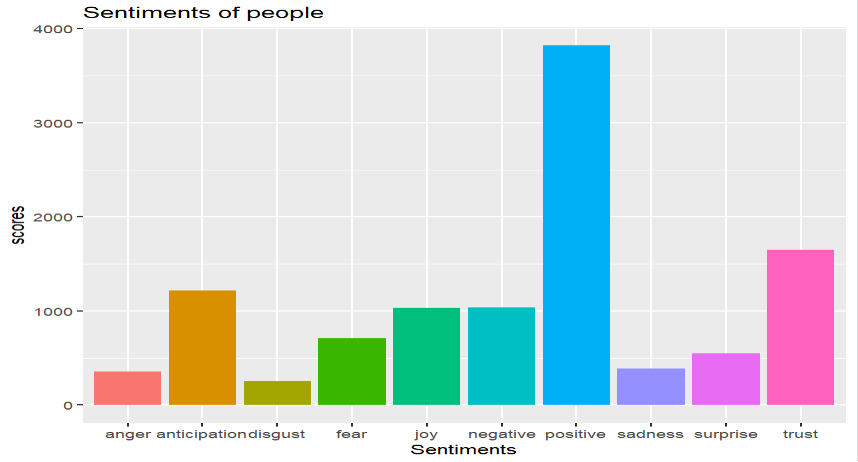 Sentiments of people
scores
4000
3000
2000
1000
0
anger anticipation disgust fear joy negative positive sadness surprise trust
Sentiments